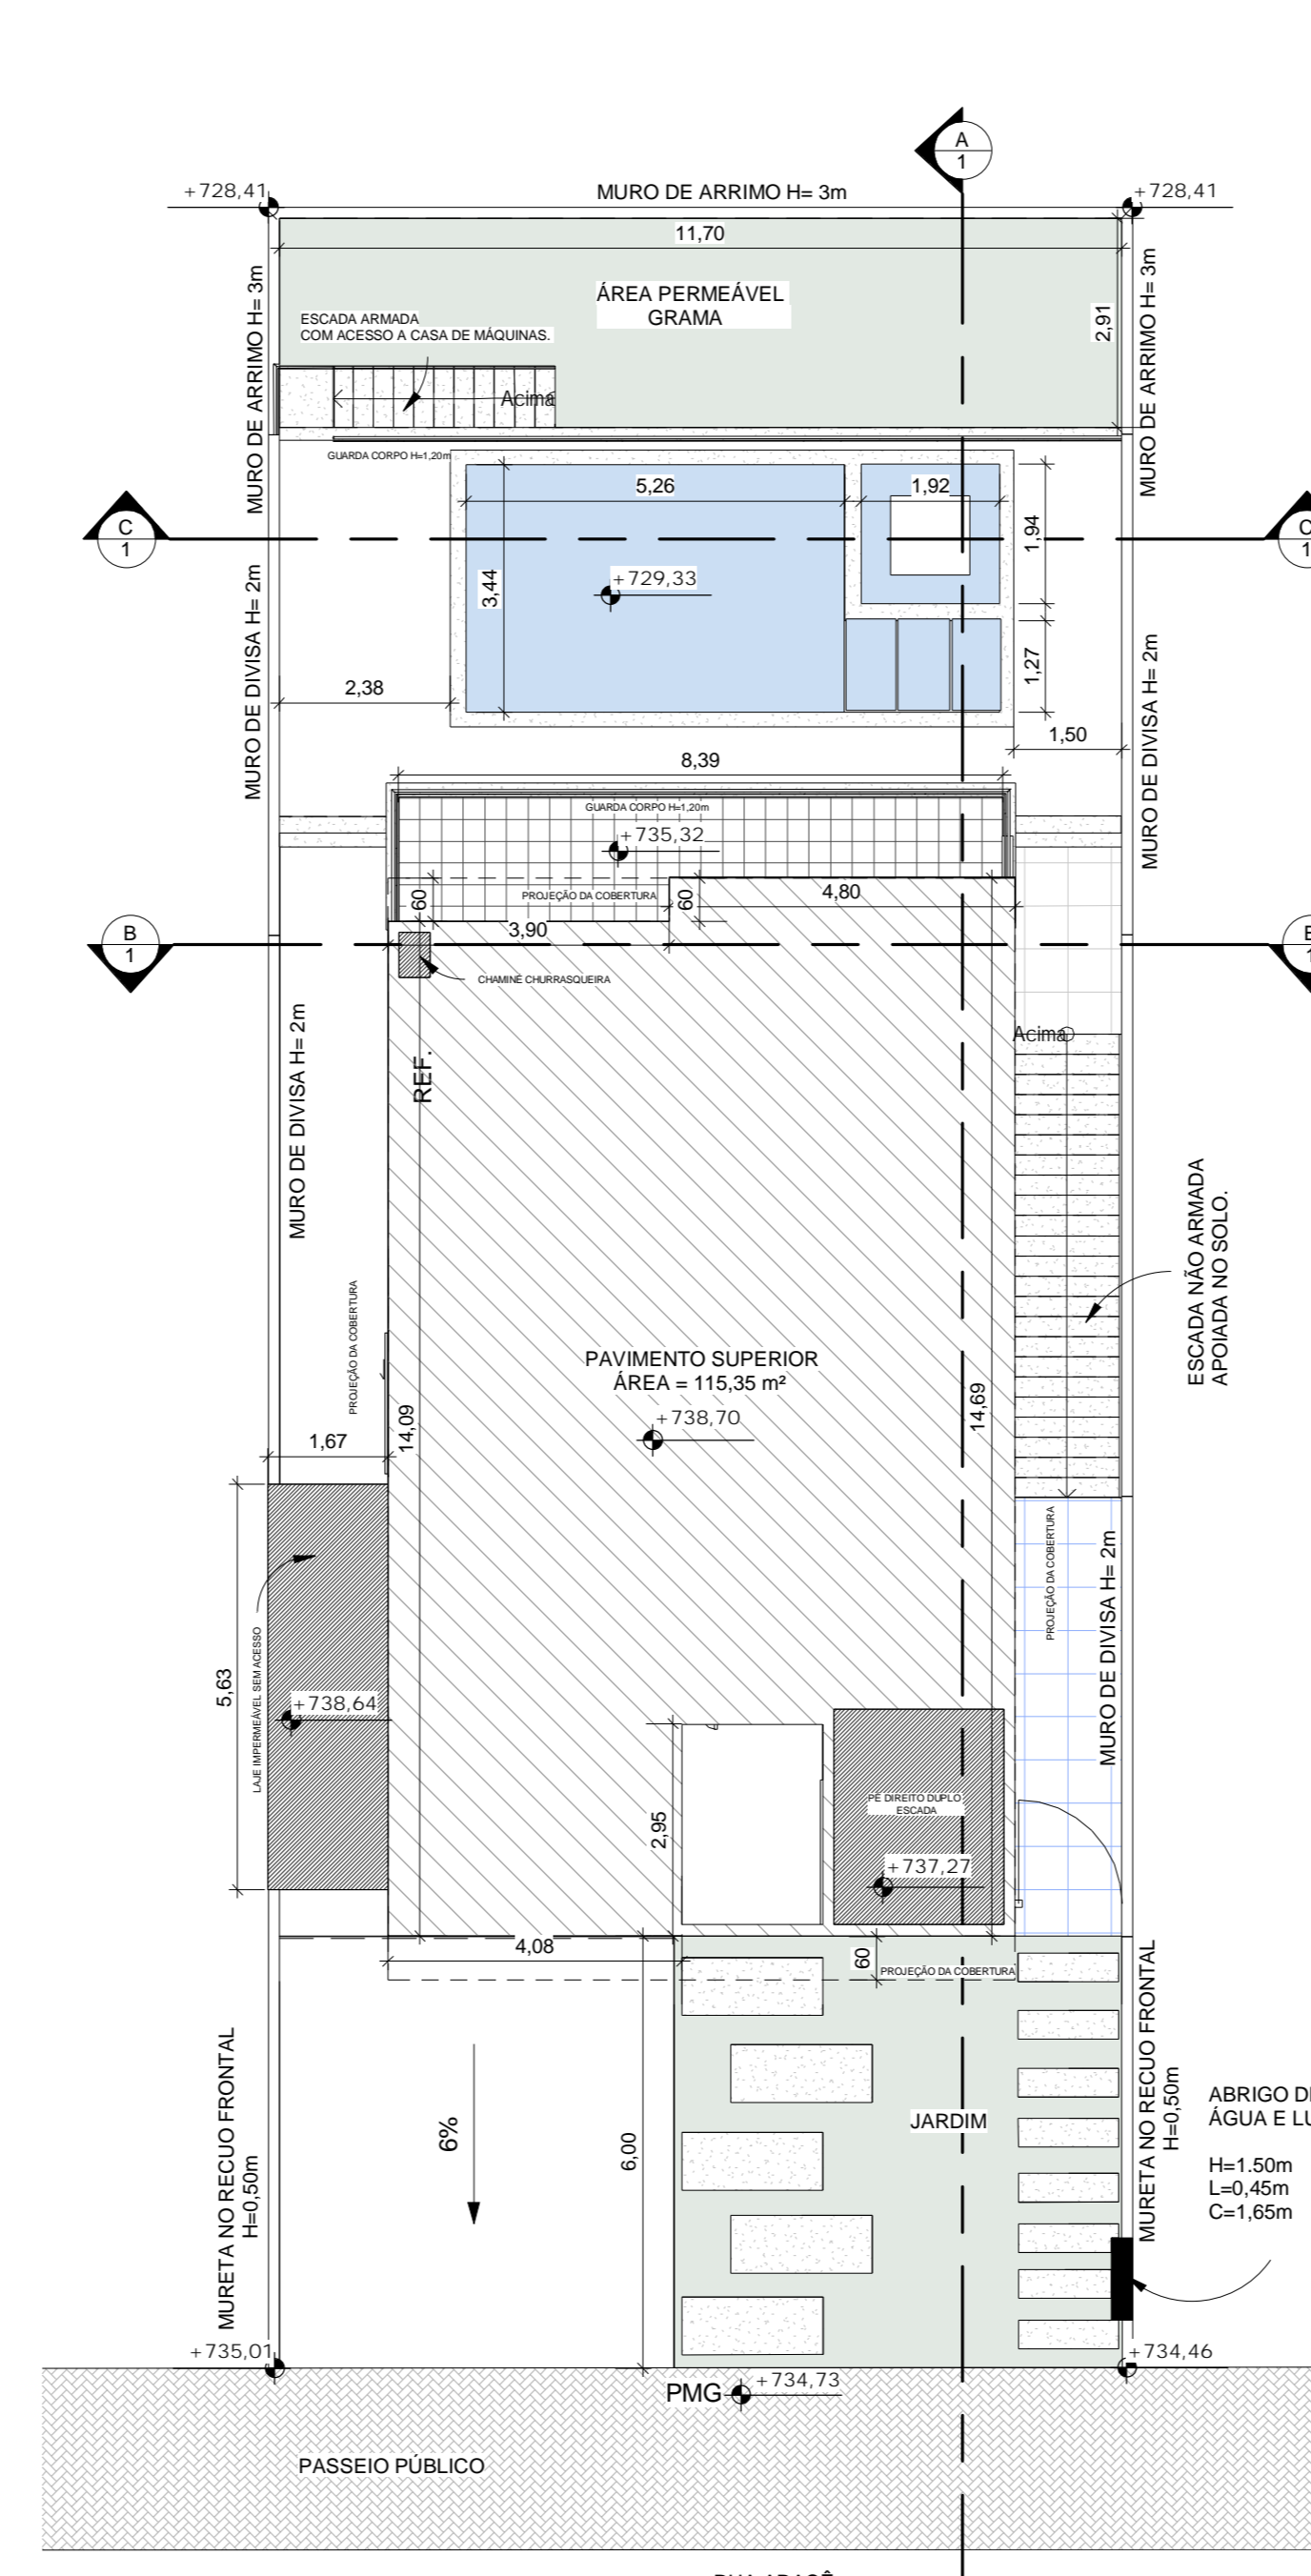 A
1
+728,41
MURO DE ARRIMO H= 3m
+728,41
11,70
MURO DE ARRIMO H= 3m
ÁREA PERMEÁVEL
GRAMA
ESCADA ARMADA
COM ACESSO A CASA DE MÁQUINAS.
2,91
MURO DE ARRIMO H= 3m
Acima
GUARDA CORPO H=1,20m
5,26
1,92
C
1
1,94
C
1
3,44
+729,33
MURO DE DIVISA H= 2m
1,27
2,38
1,50
MURO DE DIVISA H= 2m
8,39
GUARDA CORPO H=1,20m
+735,32
60
PROJEÇÃO DA COBERTURA
60
4,80
3,90
B
1
CHAMINÉ CHURRASQUEIRA
Acima
REF.
MURO DE DIVISA H= 2m
ESCADA NÃO ARMADA
APOIADA NO SOLO.
PROJEÇÃO DA COBERTURA
PAVIMENTO SUPERIOR
ÁREA = 115,35 m²
14,09
14,69
+738,70
1,67
PROJEÇÃO DA COBERTURA
MURO DE DIVISA H= 2m
5,63
LAJE IMPERMEÁVEL SEM ACESSO
+738,64
2,95
PÉ DIREITO DUPLO
ESCADA
+737,27
4,08
60
PROJEÇÃO DA COBERTURA
MURETA NO RECUO FRONTAL
H=0,50m
6%
6,00
JARDIM
MURETA NO RECUO FRONTAL
H=0,50m
ÁGUA E
H=1.50m
L=0,45m
C=1,65m
ABRIGO
+735,01
+734,46
PMG
+734,73
PASSEIO PÚBLICO